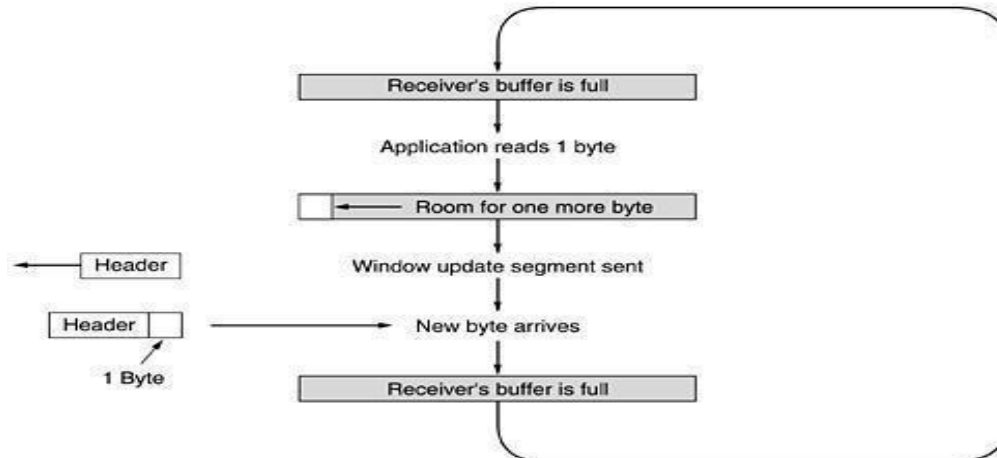 Receiver's buffer is full
Application reads 1 byte
Room for one more byte
Window update segment sent
Header
Header
New byte arrives
1 Byte
Receiver's buffer is full